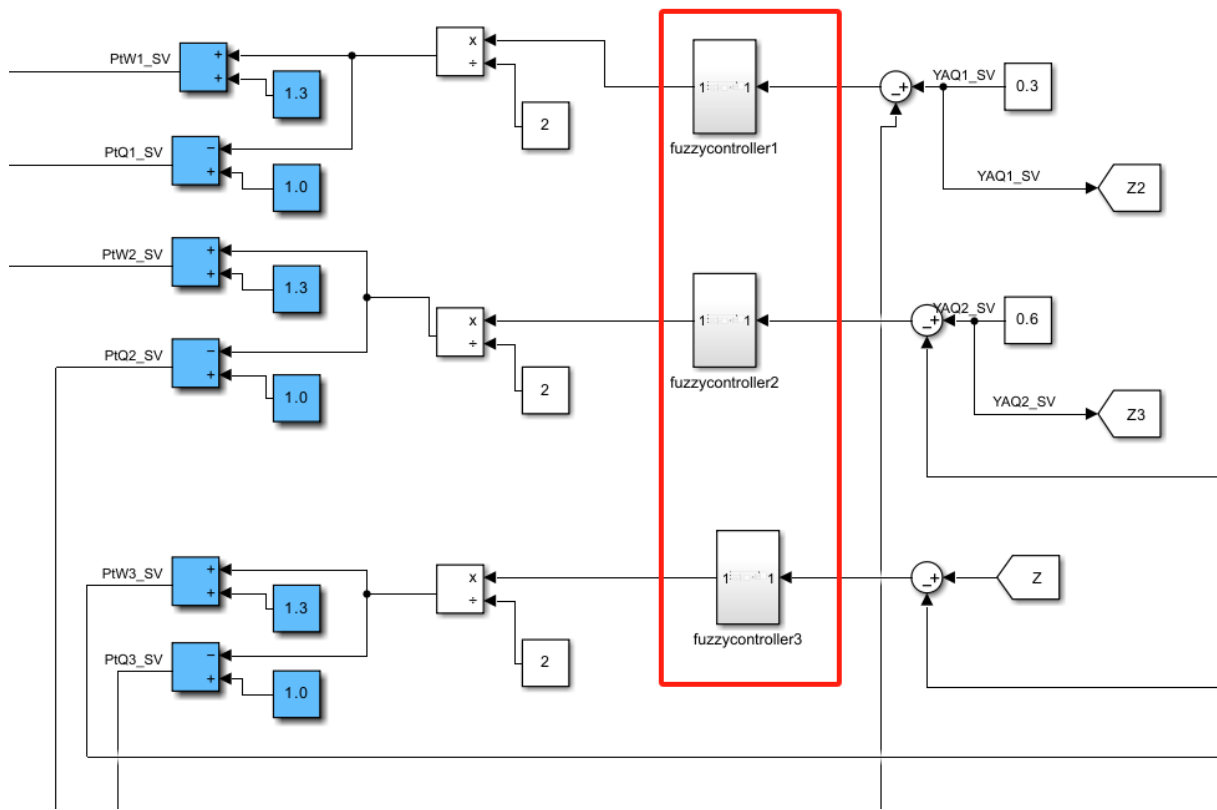 PtW1_SV
+
+
1.3
x
÷
2
1
1
fuzzycontroller1
_
+
YAQ1_SV
0.3
PtQ1_SV
−
+
1.0
YAQ1_SV
Z2
PtW2_SV
+
+
1.3
x
÷
2
1
1
fuzzycontroller2
_
+
YAQ2_SV
0.6
PtQ2_SV
−
+
1.0
YAQ2_SV
Z3
PtW3_SV
+
+
1.3
x
÷
2
1
1
fuzzycontroller3
_
+
Z
PtQ3_SV
−
+
1.0